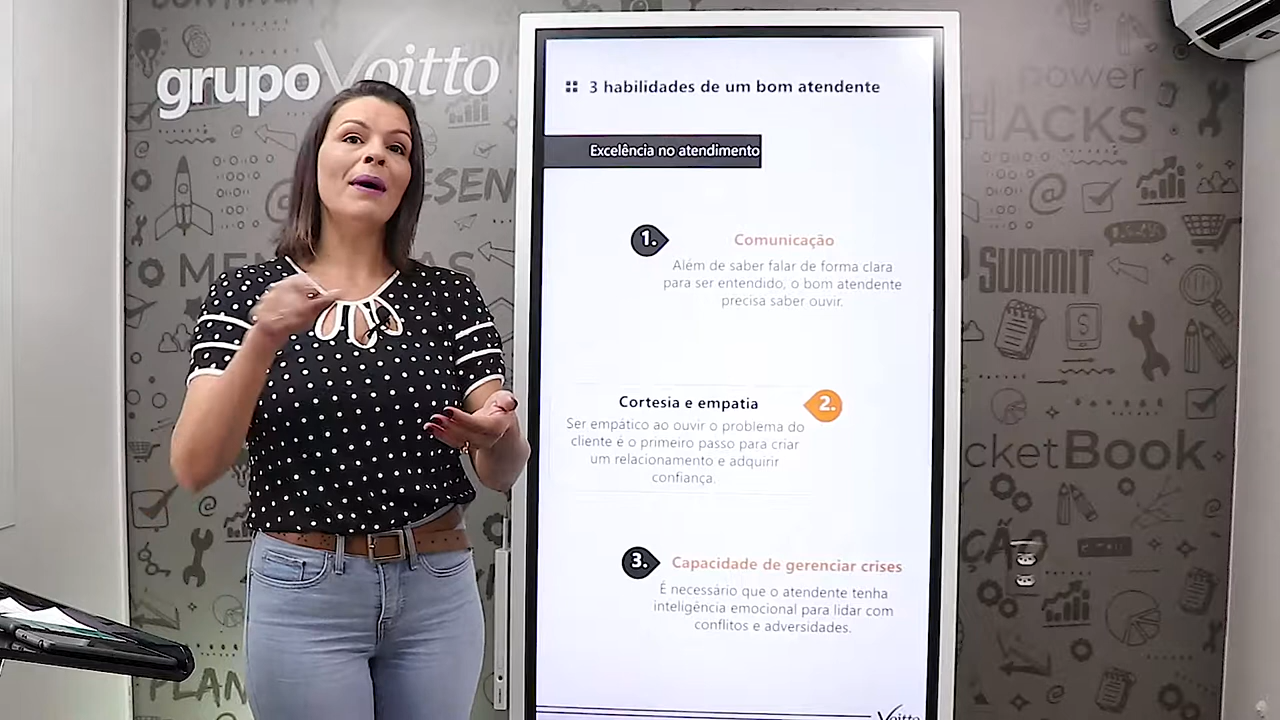 grupo Voitto
3 habilidades de um bom atendente
Excelência no atendimento
1.
Comunicação
Além de saber falar de forma clara
para ser entendido, o bom atendente
precisa saber ouvir.
Cortesia e empatia
2.
Ser empático ao ouvir o problema do
cliente é o primeiro passo para criar
um relacionamento e adquirir
confiança.
3.
Capacidade de gerenciar crises
É necessário que o atendente tenha
inteligência emocional para lidar com
conflitos e adversidades.
Voitto
power
HACKS
SUMMIT
cketBook
ÇÃO
ESEN
PLAN